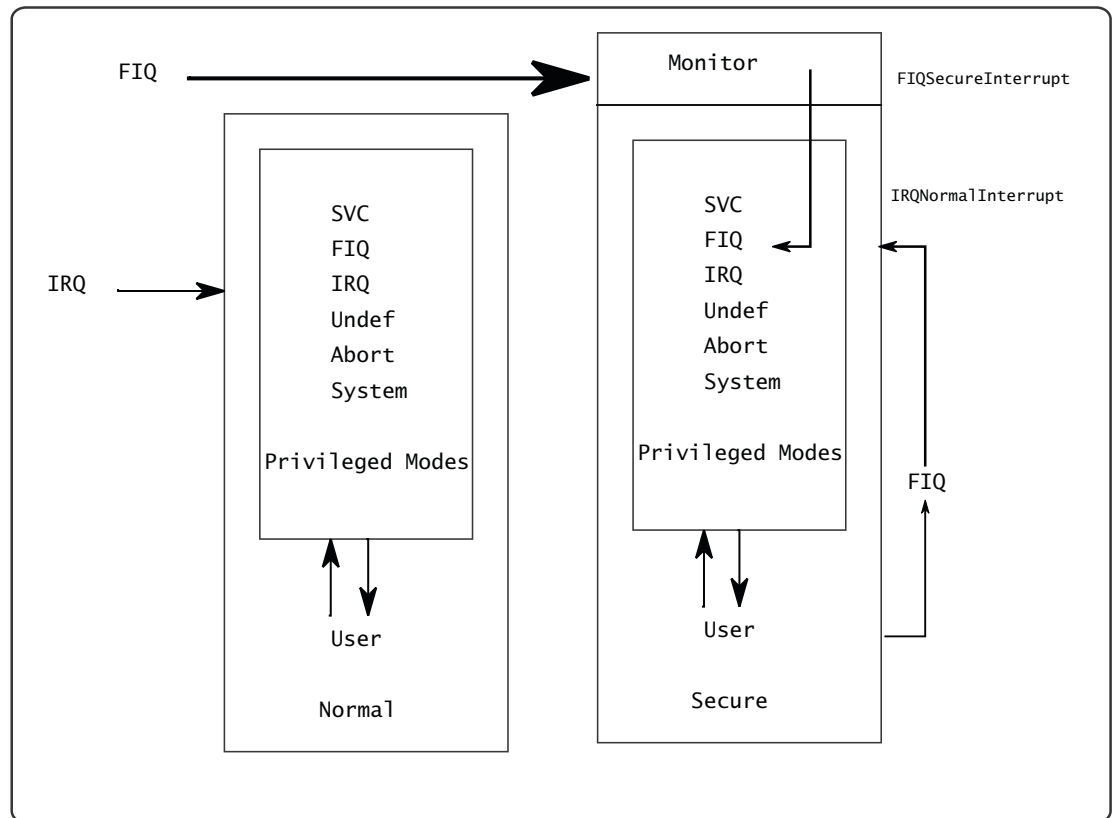 FIQ
Monitor
FIQSecureInterrupt
IRQNormalInterrupt
IRQ
SVC
FIQ
IRQ
Undef
Abort
System
Privileged Modes
User
Normal
SVC
FIQ
IRQ
Undef
Abort
System
Privileged Modes
User
Secure
FIQ